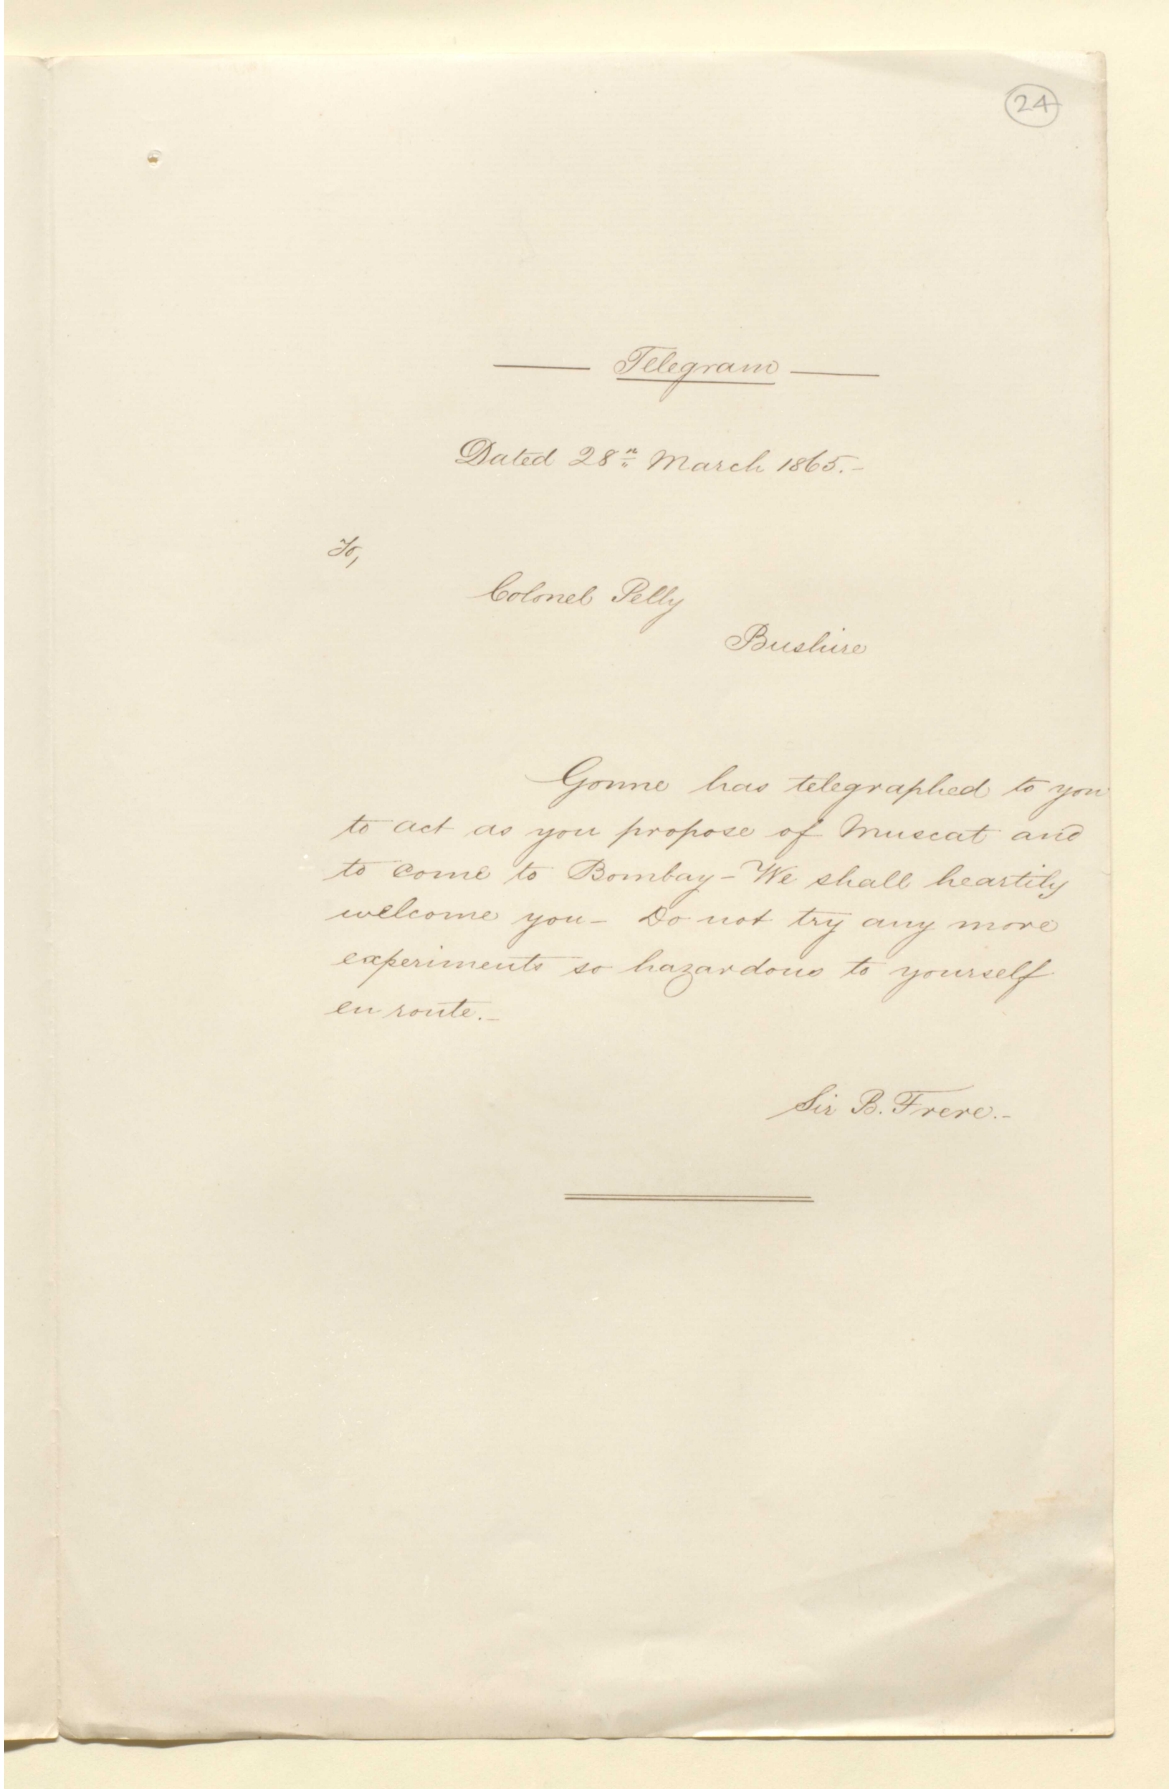 24
Telegram
Dated 28th March 1865.-
To,
Colonel Pelly
Bushire
Gonne has telegraphed to you
to act as you propose of Muscat and
to come to Bombay - We shall heartily
welcome you - Do not try any more
experiments so hazardous to yourself
en route.-
Sir B. Frere.-